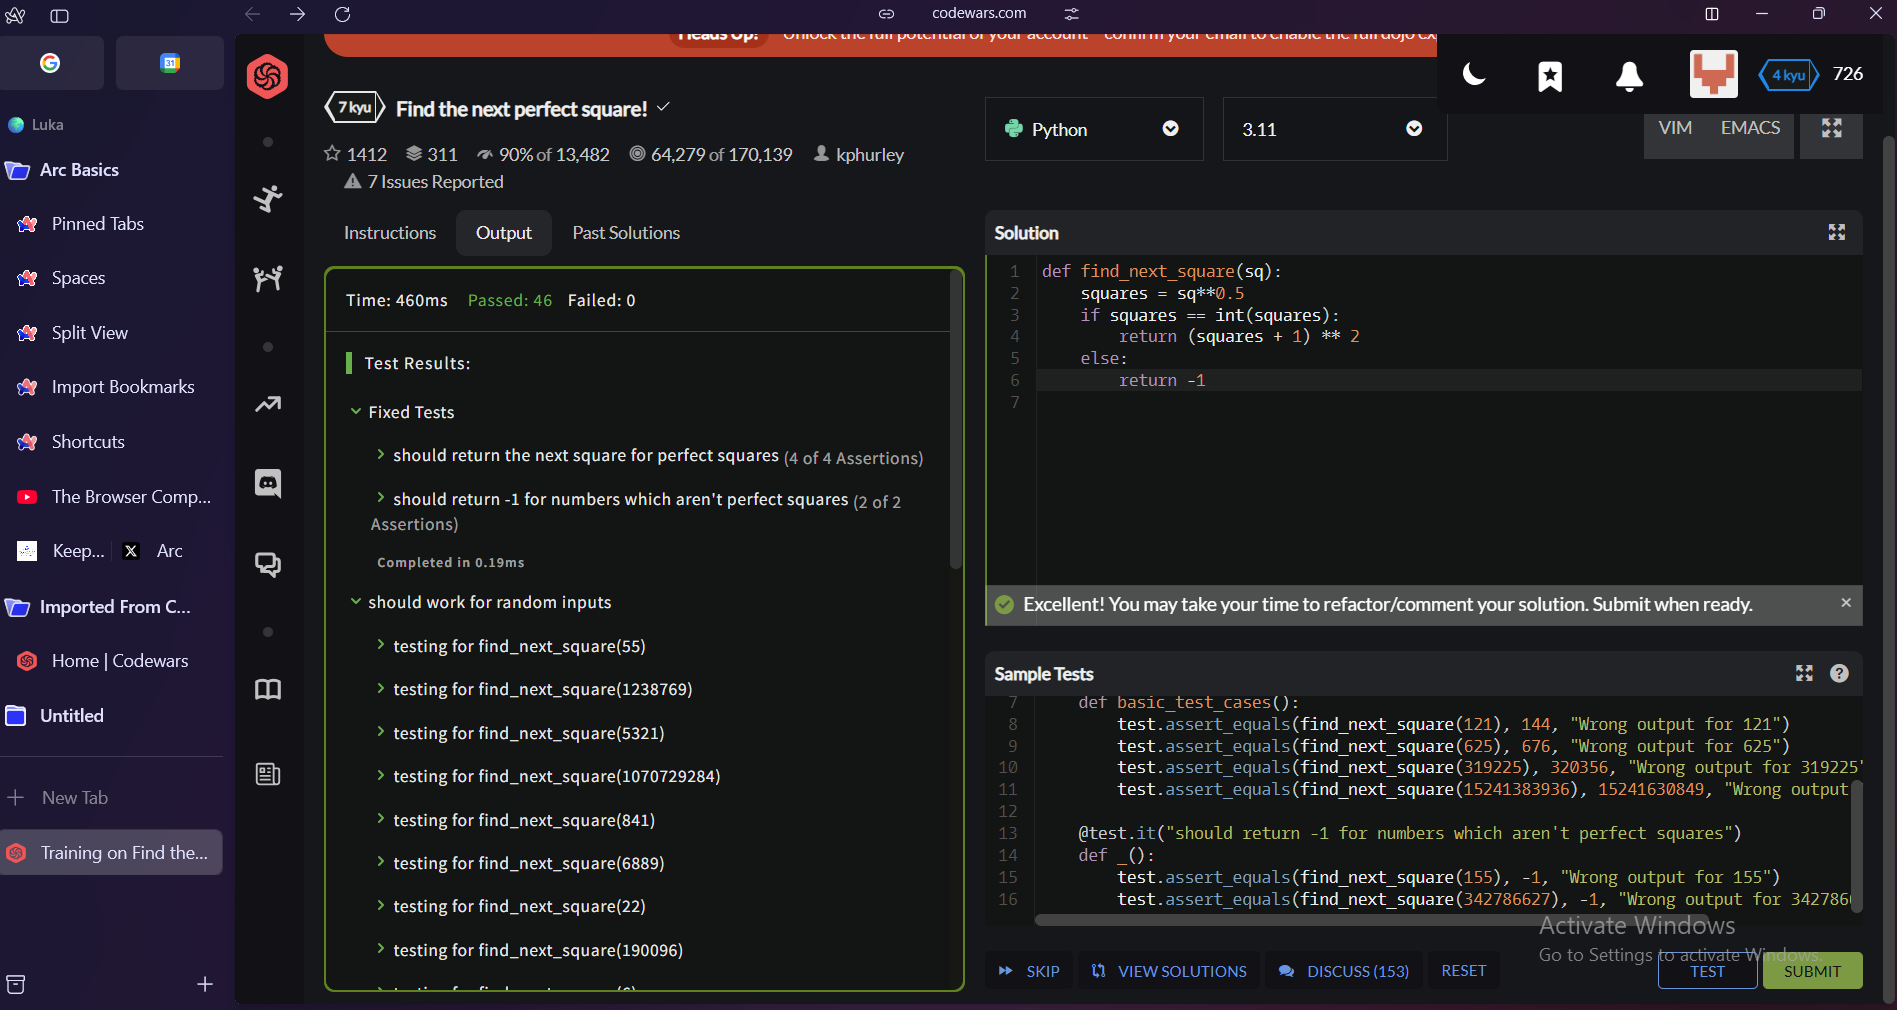 codewars.com
31
Luka
Arc Basics
Pinned Tabs
Spaces
Split View
Import Bookmarks
Shortcuts
The Browser Comp...
Keep... X Arc
Imported From C...
Home | Codewars
Untitled
New Tab
Training on Find the...
Heads Up! Unlock the full potential of your account
4 kyu 726
7 kyu Find the next perfect square!
1412 311 90% of 13,482 64,279 of 170,139 kphurley
7 Issues Reported
Python 3.11
VIM EMACS
Instructions Output Past Solutions
Time: 460ms Passed: 46 Failed: 0
Test Results:
Fixed Tests
should return the next square for perfect squares (4 of 4 Assertions)
should return -1 for numbers which aren't perfect squares (2 of 2
Assertions)
Completed in 0.19ms
should work for random inputs
testing for find_next_square(55)
testing for find_next_square(1238769)
testing for find_next_square(5321)
testing for find_next_square(1070729284)
testing for find_next_square(841)
testing for find_next_square(6889)
testing for find_next_square(22)
testing for find_next_square(190096)
Solution
1 def find_next_square(sq):
2 squares = sq**0.5
3 if squares == int(squares):
4 return (squares + 1) ** 2
5 else:
6 return -1
7
Excellent! You may take your time to refactor/comment your solution. Submit when ready.
Sample Tests
7 def basic_test_cases():
8 test.assert_equals(find_next_square(121), 144, "Wrong output for 121")
9 test.assert_equals(find_next_square(625), 676, "Wrong output for 625")
10 test.assert_equals(find_next_square(319225), 320356, "Wrong output for 319225"
11 test.assert_equals(find_next_square(15241383936), 15241630849, "Wrong output
12
13 @test.it("should return -1 for numbers which aren't perfect squares")
14 def _():
15 test.assert_equals(find_next_square(155), -1, "Wrong output for 155")
16 test.assert_equals(find_next_square(342786627), -1, "Wrong output for 342786
Activate Windows
Go to Settings to activate Windows.
SKIP VIEW SOLUTIONS DISCUSS (153) RESET TEST SUBMIT